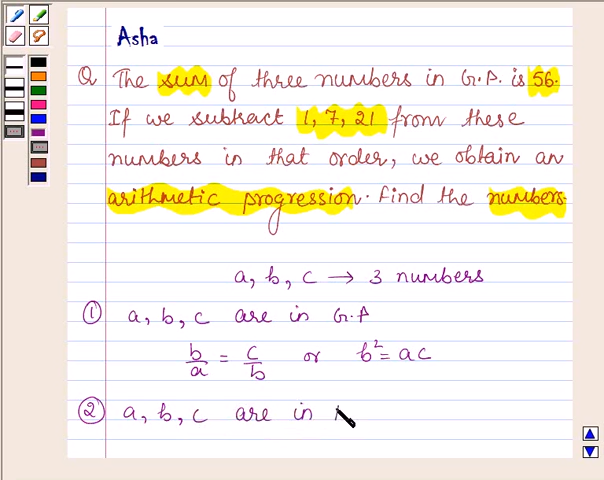 Asha
Q The sum of three numbers in G.P. is 56.
If we subtract 1, 7, 21 from these
numbers in that order, we obtain an
arithmetic progression. Find the numbers.
a, b, c → 3 numbers
① a, b, c are in G.P
b/a = c/b or b² = ac
② a, b, c are in